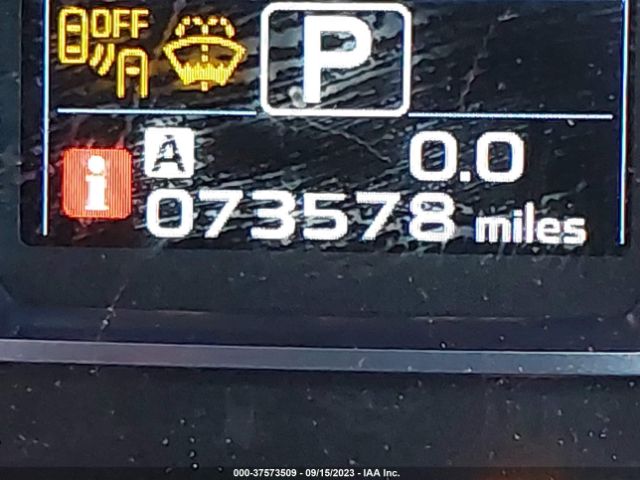 OFF
P
i
A 0.0
073578 miles
000-37573509 - 09/15/2023 - IAA Inc.